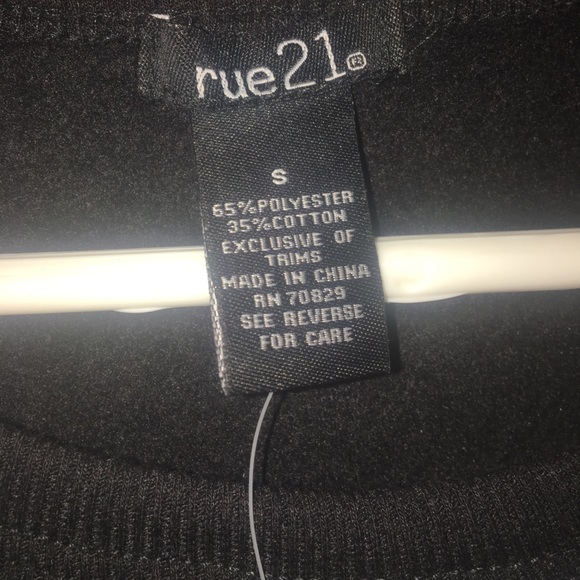 rue21
S
65%POLYESTER
35%COTTON
EXCLUSIVE OF
TRIMS
MADE IN CHINA
RN 70829
SEE REVERSE
FOR CARE